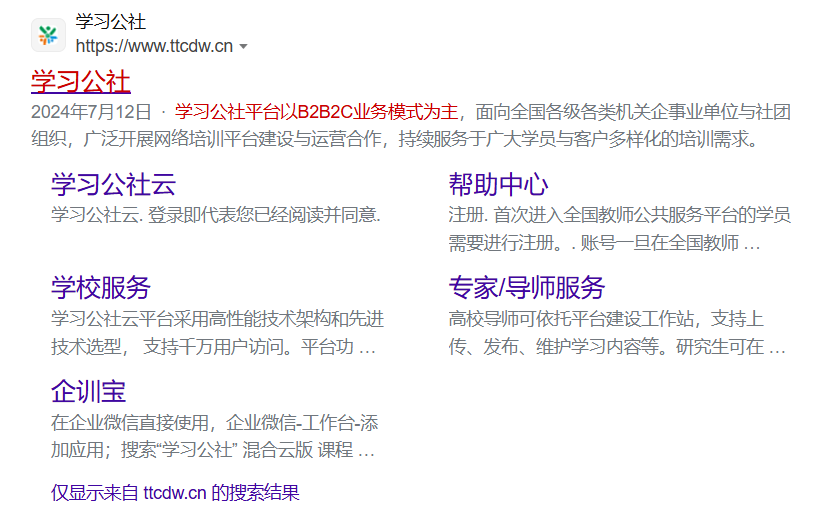 学习公社
https://www.ttcdw.cn
学习公社
2024年7月12日 · 学习公社平台以B2B2C业务模式为主，面向全国各级各类机关企事业单位与社团
组织，广泛开展网络培训平台建设与运营合作，持续服务于广大学员与客户多样化的培训需求。
学习公社云
学习公社云. 登录即代表您已经阅读并同意.
帮助中心
注册. 首次进入全国教师公共服务平台的学员
需要进行注册。. 账号一旦在全国教师 …
学校服务
学习公社云平台采用高性能技术架构和先进
技术选型， 支持千万用户访问。平台功 …
专家/导师服务
高校导师可依托平台建设工作站，支持上
传、发布、维护学习内容等。研究生可在 …
企训宝
在企业微信直接使用，企业微信-工作台-添
加应用；搜索“学习公社” 混合云版 课程 …
仅显示来自 ttcdw.cn 的搜索结果